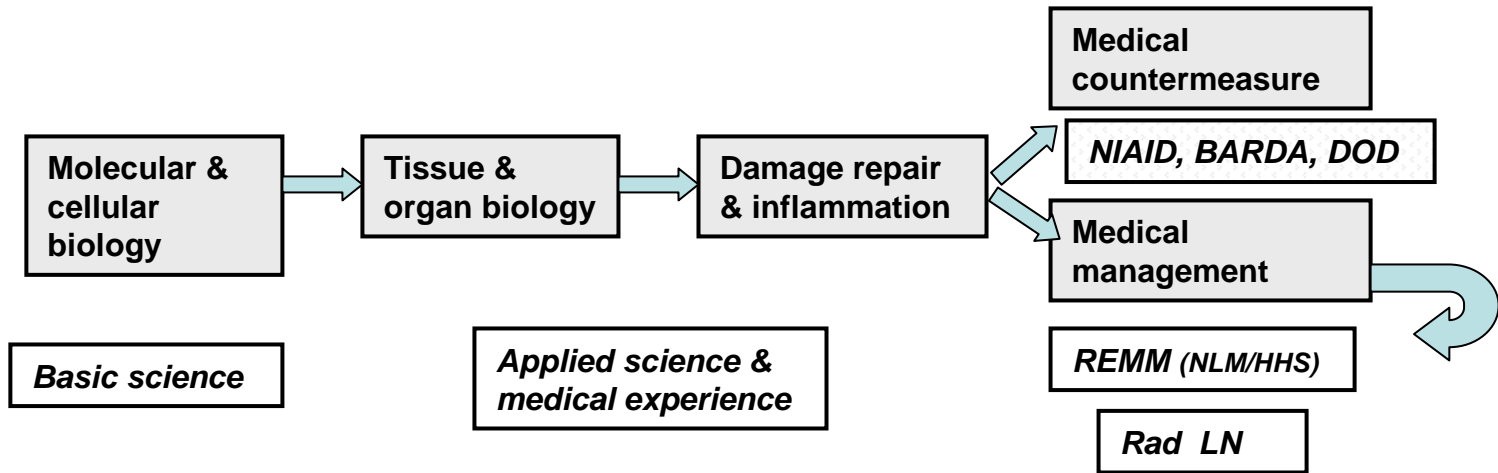 Molecular &
cellular
biology
Tissue &
organ biology
Damage repair
& inflammation
Medical
countermeasure
NIAID, BARDA, DOD
Medical
management
Basic science
Applied science &
medical experience
REMM (NLM/HHS)
Rad LN